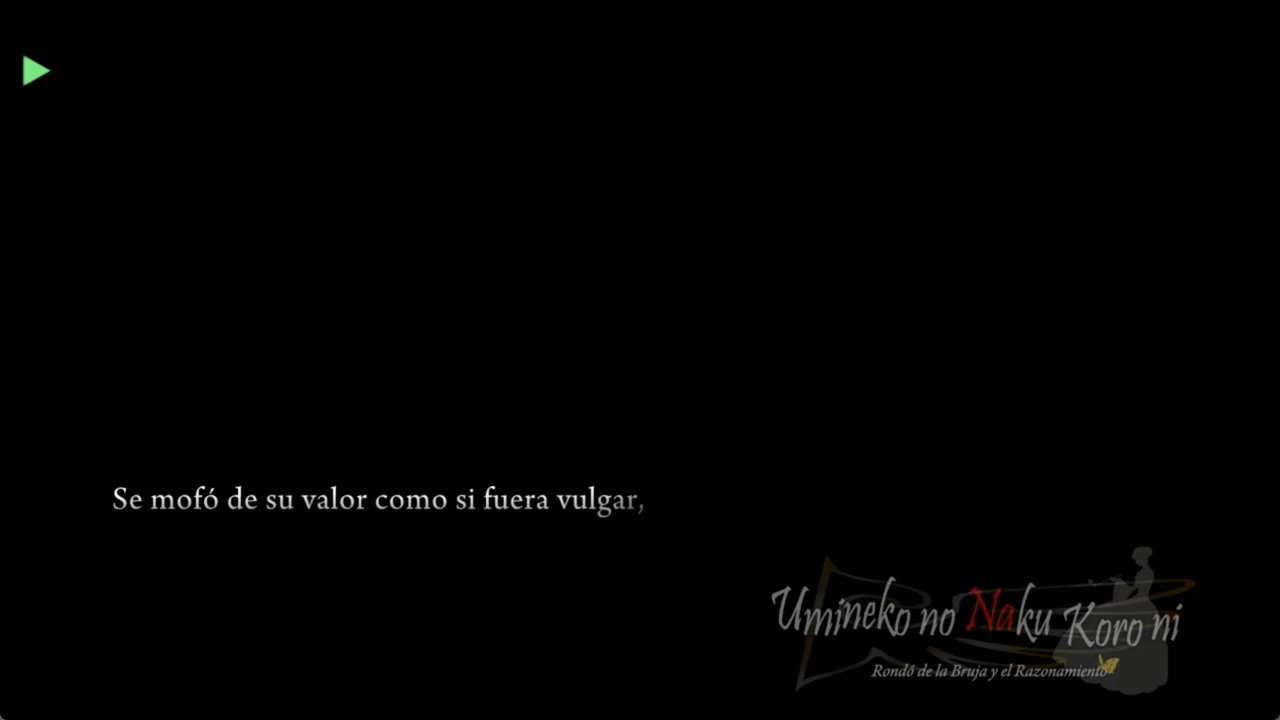 Se mofó de su valor como si fuera vulgar,
Umineko no Naku Koro ni
Rondó de la Bruja y el Razonamiento